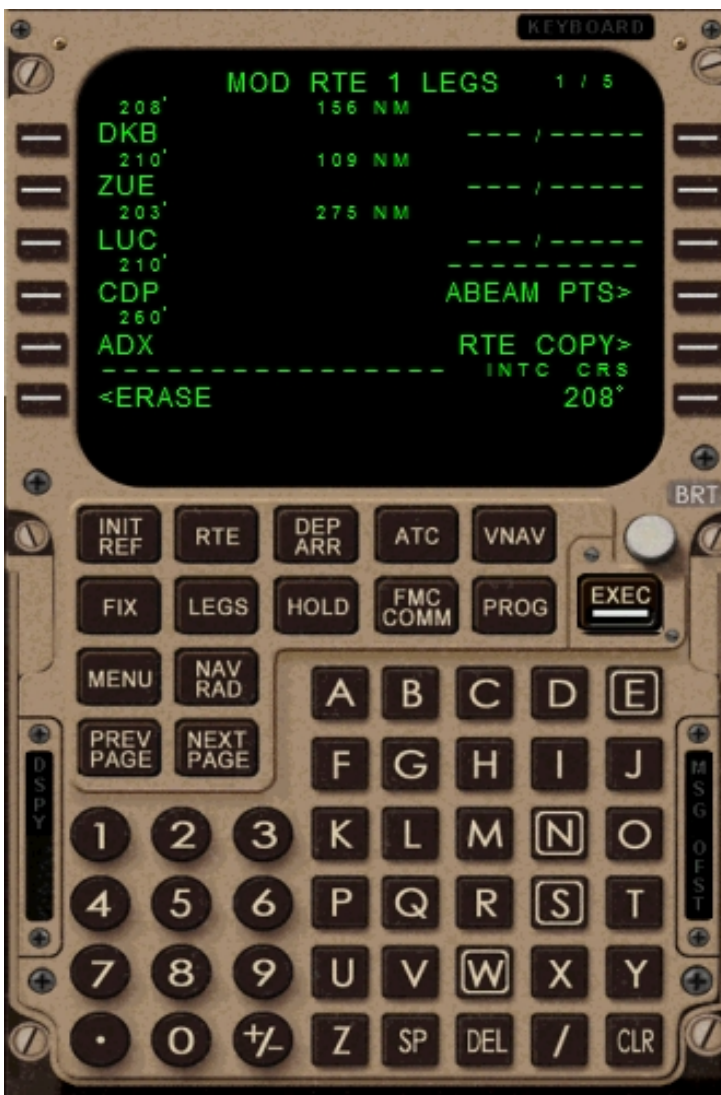 KEYBOARD
MOD RTE 1 LEGS 1 / 5
208° 156 NM
DKB --- / -----
210° 109 NM
ZUE --- / -----
203° 275 NM
LUC --- / -----
210° ---------
CDP ABEAM PTS>
260°
ADX RTE COPY>
----------------- INTC CRS
<ERASE 208°
BRT
INIT REF RTE DEP ARR ATC VNAV
FIX LEGS HOLD FMC COMM PROG EXEC
MENU NAV RAD
PREV PAGE NEXT PAGE
A B C D E
F G H I J
1 2 3 K L M N O
4 5 6 P Q R S T
7 8 9 U V W X Y
. 0 +/- Z SP DEL / CLR
DSPY
MSG OFST